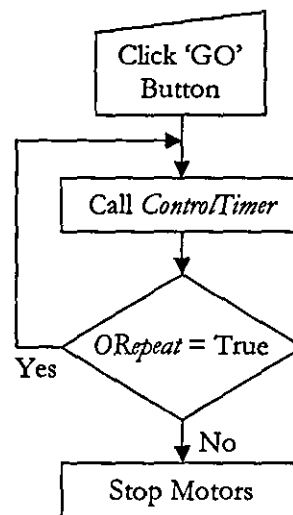 Click ‘GO’
Button
Call ControlTimer
ORepeat = True
Yes
No
Stop Motors